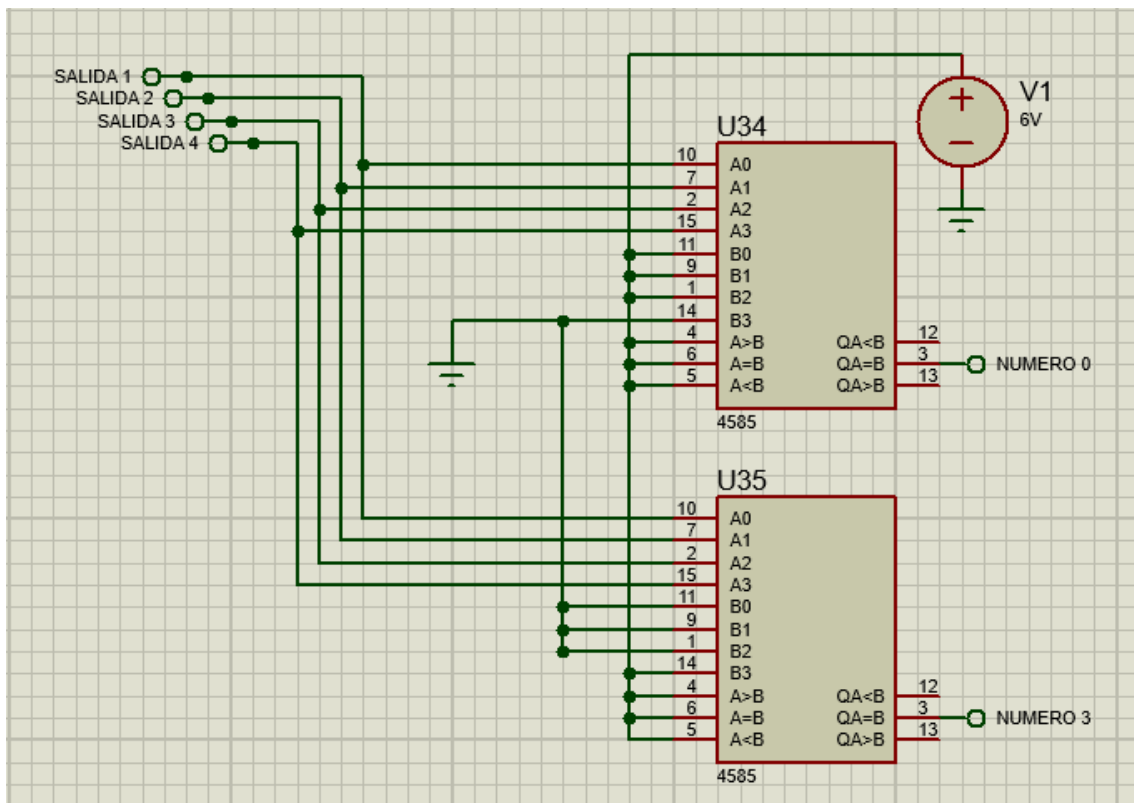 SALIDA 1
SALIDA 2
SALIDA 3
SALIDA 4
V1
6V
U34
10 A0
7 A1
2 A2
15 A3
11 B0
9 B1
1 B2
14 B3
4 A>B QA<B 12
6 A=B QA=B 3 NUMERO 0
5 A<B QA>B 13
4585
U35
10 A0
7 A1
2 A2
15 A3
11 B0
9 B1
1 B2
14 B3
4 A>B QA<B 12
6 A=B QA=B 3 NUMERO 3
5 A<B QA>B 13
4585